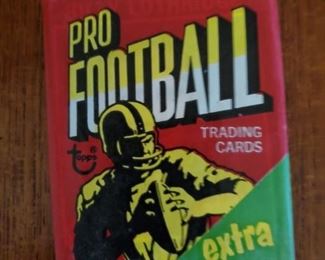 PRO
FOOTBALL
TRADING
CARDS
topps ®
extra